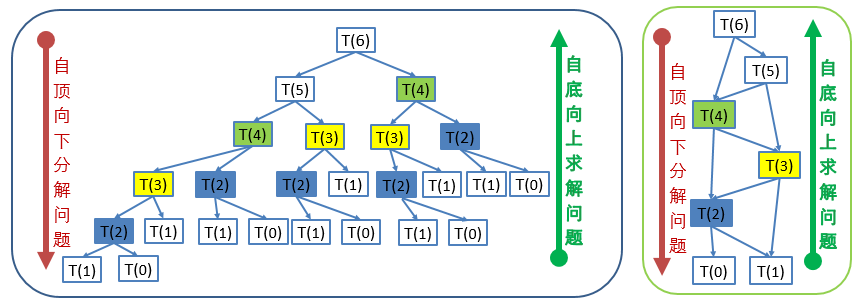 自顶向下分解问题
T(6)
T(5) T(4)
T(4) T(3) T(3) T(2)
T(3) T(2) T(2) T(1) T(2) T(1) T(1) T(0)
T(2) T(1) T(1) T(0) T(1) T(0) T(1) T(0)
T(1) T(0)
自底向上求解问题
自顶向下分解问题
T(6)
T(5)
T(4)
T(3)
T(2)
T(0) T(1)
自底向上求解问题